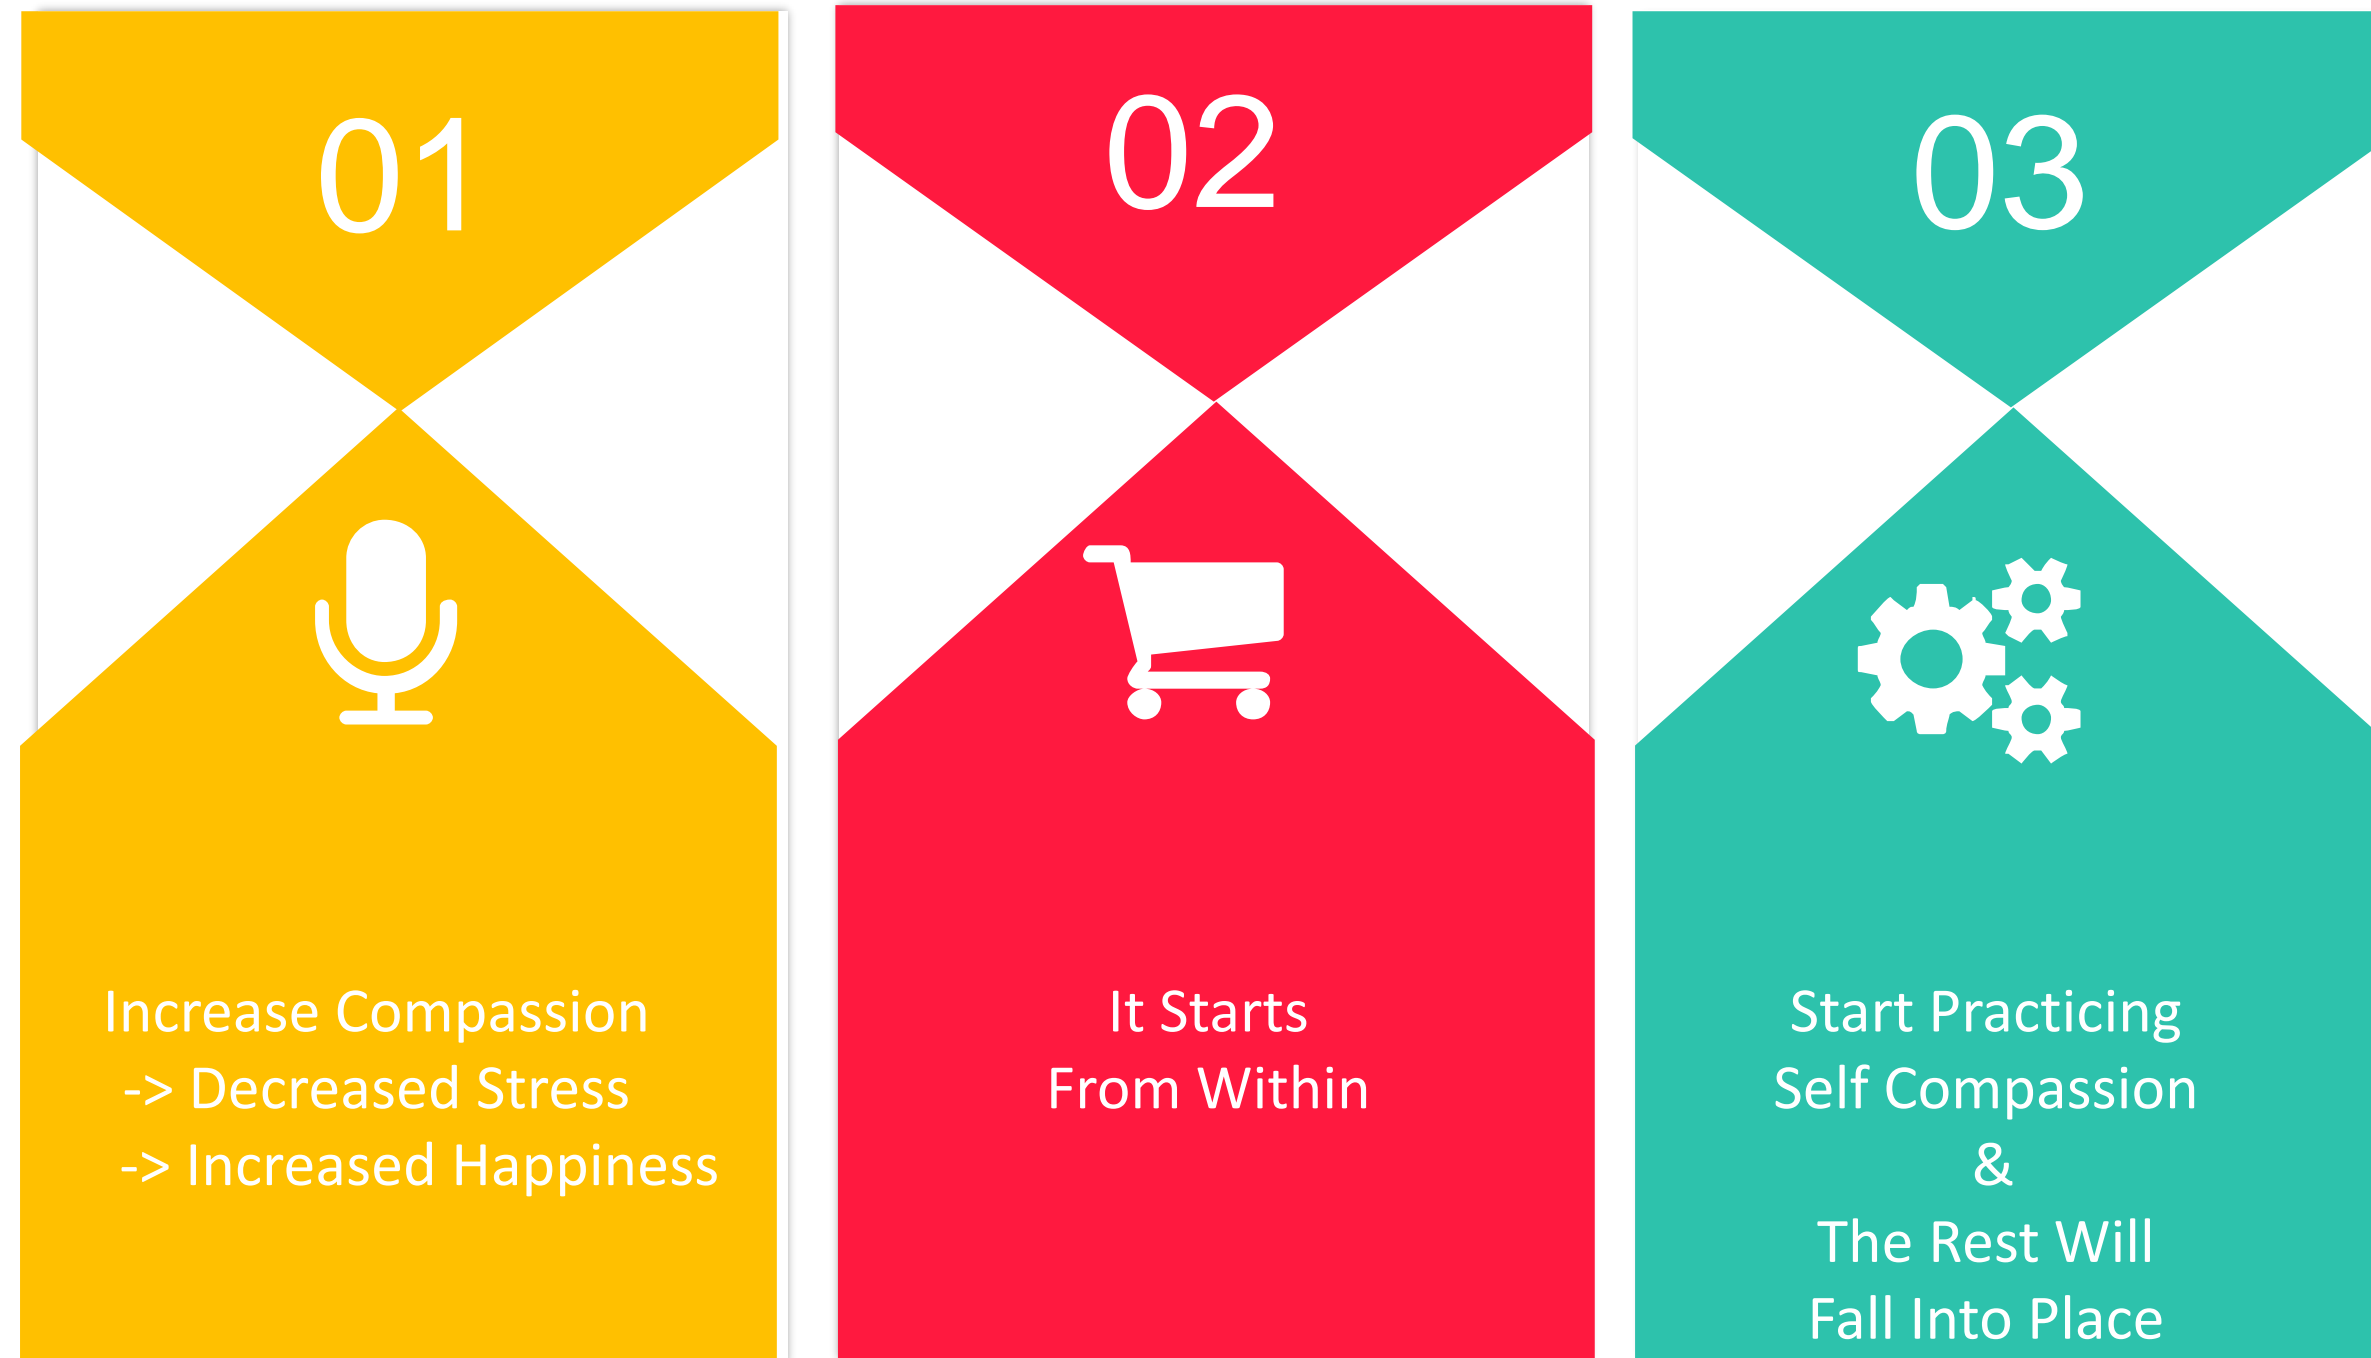 01
Increase Compassion
-> Decreased Stress
-> Increased Happiness
02
It Starts
From Within
03
Start Practicing
Self Compassion
&
The Rest Will
Fall Into Place